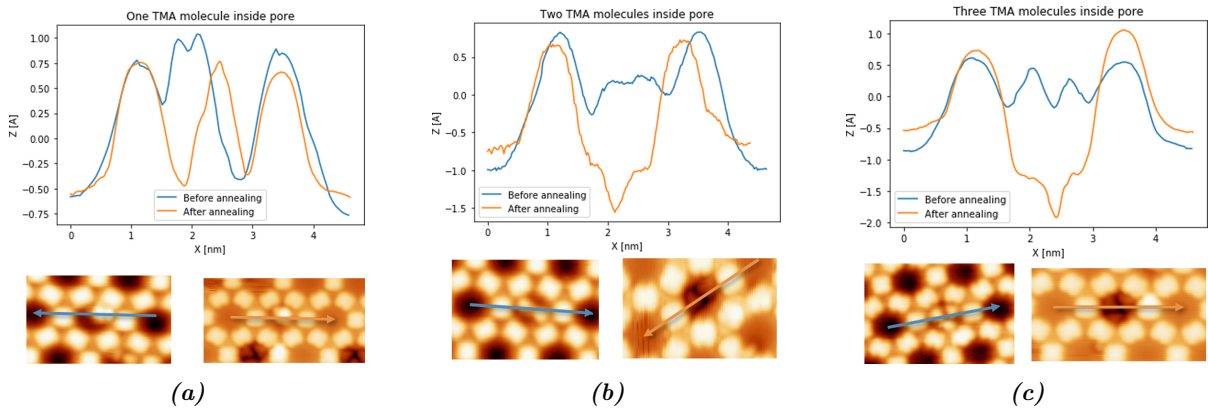 One TMA molecule inside pore
1.00
0.75
0.50
0.25
0.00
−0.25
−0.50
−0.75
Z [A]
Before annealing
After annealing
0 1 2 3 4
X [nm]
(a)
Two TMA molecules inside pore
0.5
0.0
−0.5
−1.0
−1.5
Z [A]
Before annealing
After annealing
0 1 2 3 4
X [nm]
(b)
Three TMA molecules inside pore
1.0
0.5
0.0
−0.5
−1.0
−1.5
−2.0
Z [A]
Before annealing
After annealing
0 1 2 3 4
X [nm]
(c)